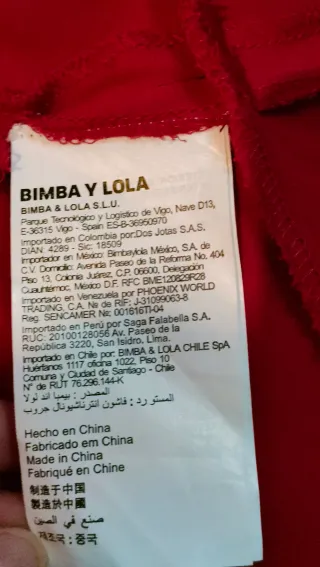 BIMBA Y LOLA
BIMBA & LOLA S.L.U.
Parque Tecnológico y Logístico de Vigo, Nave D13,
E-36315 Vigo - Spain ES-B-36950970
Importado en Colombia por:Dos Jotas S.A.S.
DIAN: 4289 - Sic: 18509
Importador en México: Bimbaylola México, S.A. de
C.V. Domicilio: Avenida Paseo de la Reforma No. 404
Piso 13, Colonia Juárez, C.P. 06600, Delegación
Cuauhtémoc, México D.F. RFC BME120829R28
Importado en Venezuela por PHOENIX WORLD
TRADING, C.A. Nº de RIF: J-31099063-8
Reg. SENCAMER Nº: 001616TI-04
Importado en Perú por Saga Falabella S.A.
RUC: 20100128056 Av. Paseo de la
República 3220, San Isidro. Lima.
Importado en Chile por: BIMBA & LOLA CHILE SpA
Huérfanos 1117 oficina 1022, Piso 10
Comuna y Ciudad de Santiago - Chile
Nº de RUT 76.296.144-K
المصدر : بيمبا اند لولا
المستورد : فاشون انترناشيونال جروب
Hecho en China
Fabricado em China
Made in China
Fabriqué en Chine
制造于中国
製造於中國
صنع في الصين
제조국 : 중국